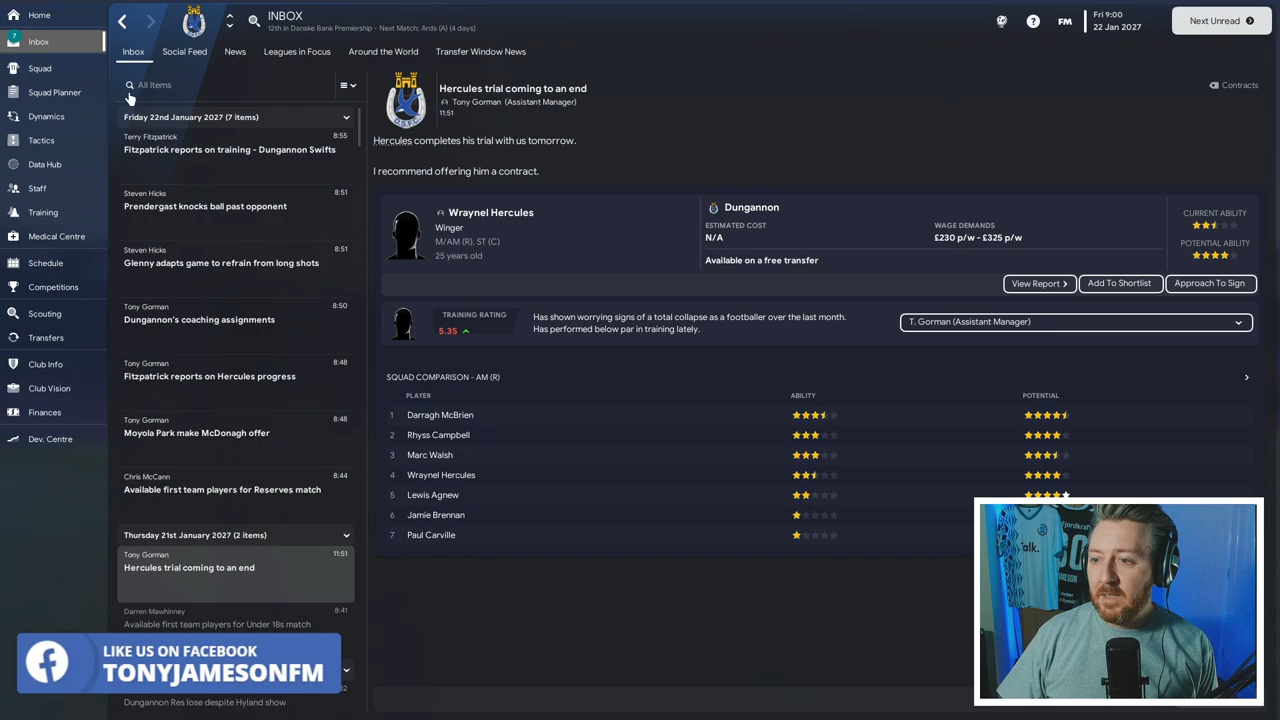 Home
7
Inbox
Squad
Squad Planner
Dynamics
Tactics
Data Hub
Staff
Training
Medical Centre
Schedule
Competitions
Scouting
Transfers
Club Info
Club Vision
Finances
Dev. Centre
INBOX
12th in Danske Bank Premiership - Next Match: Ards (A) (4 days)
FM
Fri 9:00
22 Jan 2027
Next Unread
Inbox Social Feed News Leagues in Focus Around the World Transfer Window News
All Items
Friday 22nd January 2027 (7 items)
Terry Fitzpatrick 8:55
Fitzpatrick reports on training - Dungannon Swifts
Steven Hicks 8:51
Prendergast knocks ball past opponent
Steven Hicks 8:51
Glenny adapts game to refrain from long shots
Tony Gorman 8:50
Dungannon's coaching assignments
Tony Gorman 8:48
Fitzpatrick reports on Hercules progress
Tony Gorman 8:48
Moyola Park make McDonagh offer
Chris McCann 8:44
Available first team players for Reserves match
Thursday 21st January 2027 (2 items)
Tony Gorman 11:51
Hercules trial coming to an end
Darren Mawhinney 8:41
Available first team players for Under 18s match
Dungannon Res lose despite Hyland show
LIKE US ON FACEBOOK
TONYJAMESONFM
D.S.F.C.
Hercules trial coming to an end
Tony Gorman (Assistant Manager)
11:51
Contracts
Hercules completes his trial with us tomorrow.
I recommend offering him a contract.
Wraynel Hercules
Winger
M/AM (R), ST (C)
25 years old
Dungannon
ESTIMATED COST WAGE DEMANDS
N/A £230 p/w - £325 p/w
Available on a free transfer
CURRENT ABILITY
POTENTIAL ABILITY
View Report Add To Shortlist Approach To Sign
TRAINING RATING
5.35
Has shown worrying signs of a total collapse as a footballer over the last month.
Has performed below par in training lately.
T. Gorman (Assistant Manager)
SQUAD COMPARISON - AM (R)
PLAYER ABILITY POTENTIAL
1 Darragh McBrien
2 Rhyss Campbell
3 Marc Walsh
4 Wraynel Hercules
5 Lewis Agnew
6 Jamie Brennan
7 Paul Carville